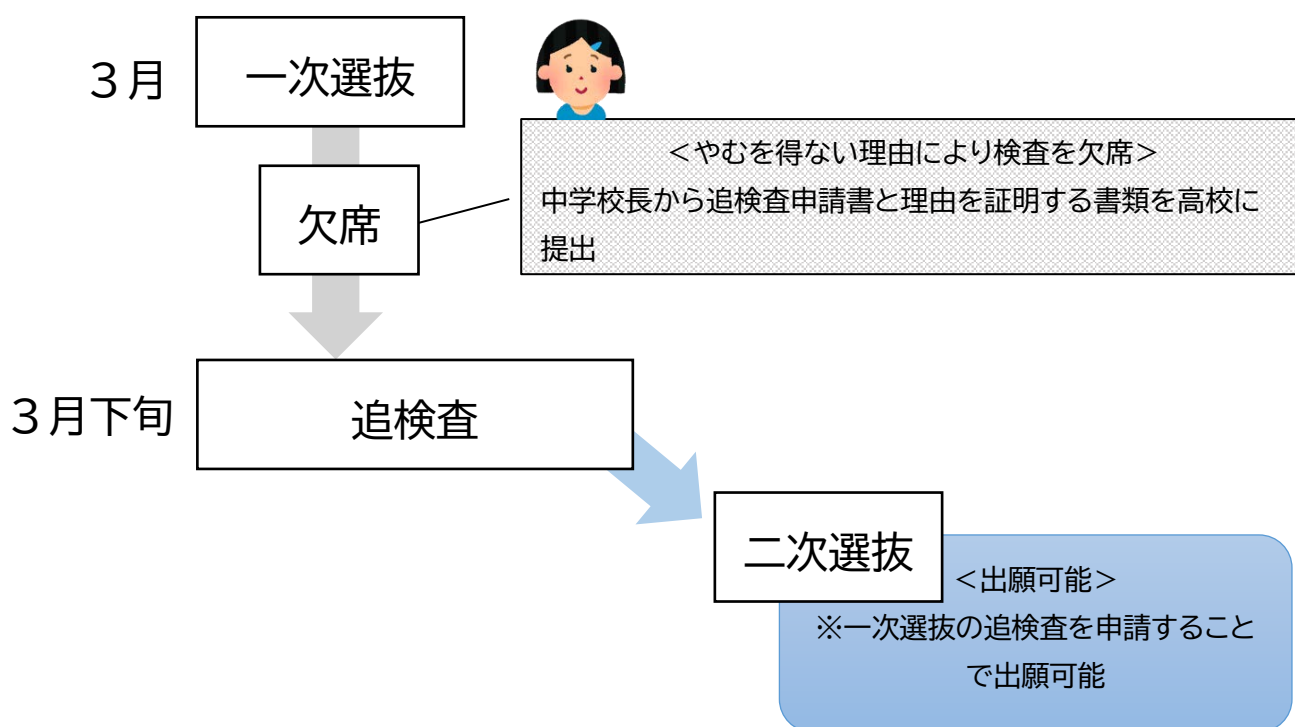 ３月
一次選抜
＜やむを得ない理由により検査を欠席＞
中学校長から追検査申請書と理由を証明する書類を高校に
提出
欠席
３月下旬
追検査
二次選抜
＜出願可能＞
※一次選抜の追検査を申請すること
で出願可能